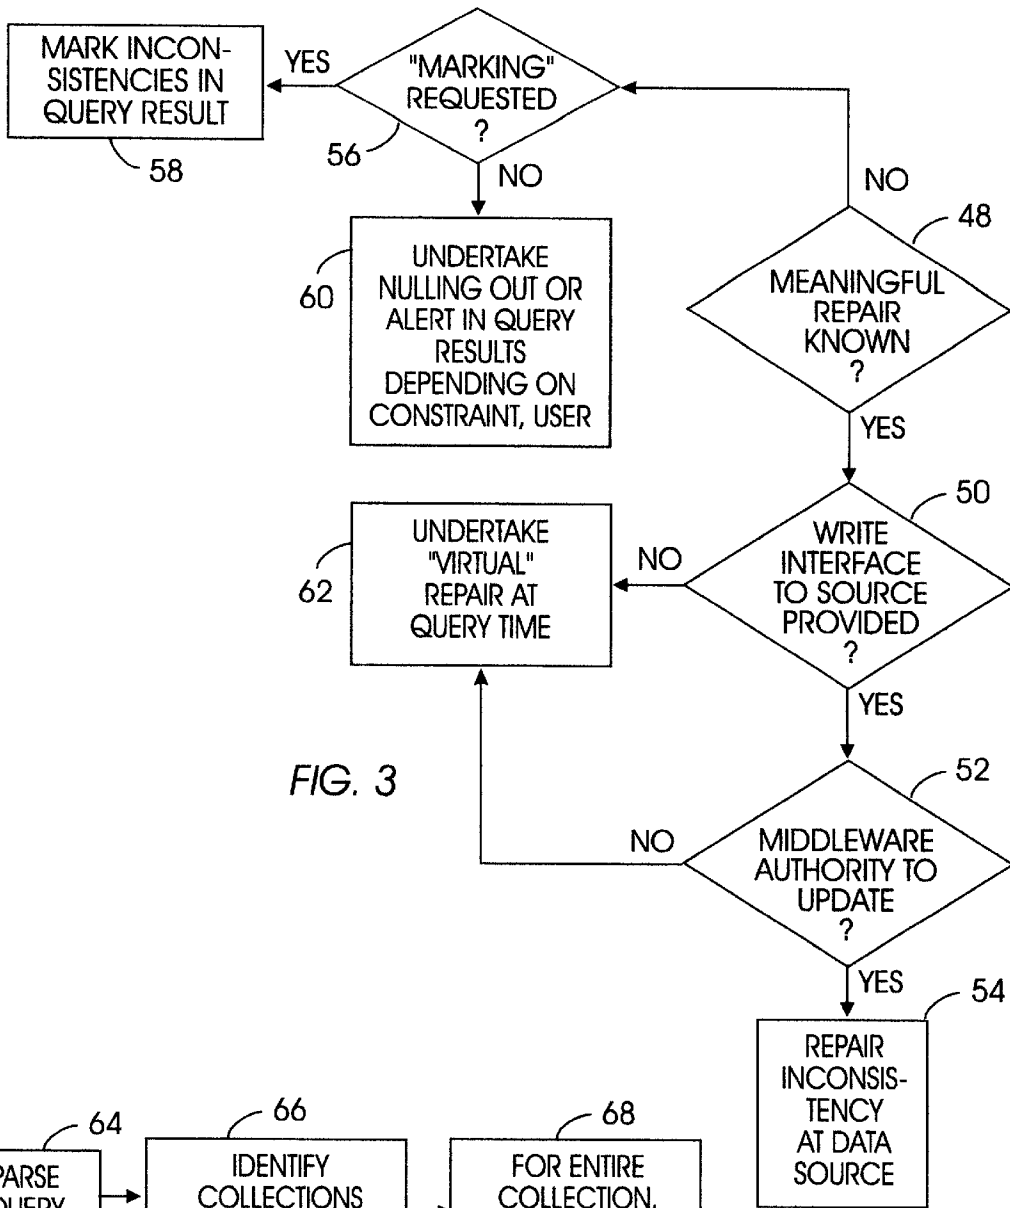 MARK INCON-
SISTENCIES IN
QUERY RESULT
58
YES
"MARKING"
REQUESTED
?
56
NO
NO
48
MEANINGFUL
REPAIR
KNOWN
?
YES
UNDERTAKE
NULLING OUT OR
ALERT IN QUERY
RESULTS
DEPENDING ON
CONSTRAINT, USER
60
50
WRITE
INTERFACE
TO SOURCE
PROVIDED
?
NO
YES
UNDERTAKE
"VIRTUAL"
REPAIR AT
QUERY TIME
62
FIG. 3
52
MIDDLEWARE
AUTHORITY TO
UPDATE
?
NO
YES
54
REPAIR
INCONSIS-
TENCY
AT DATA
SOURCE
64
PARSE
QUERY
66
IDENTIFY
COLLECTIONS
68
FOR ENTIRE
COLLECTION,